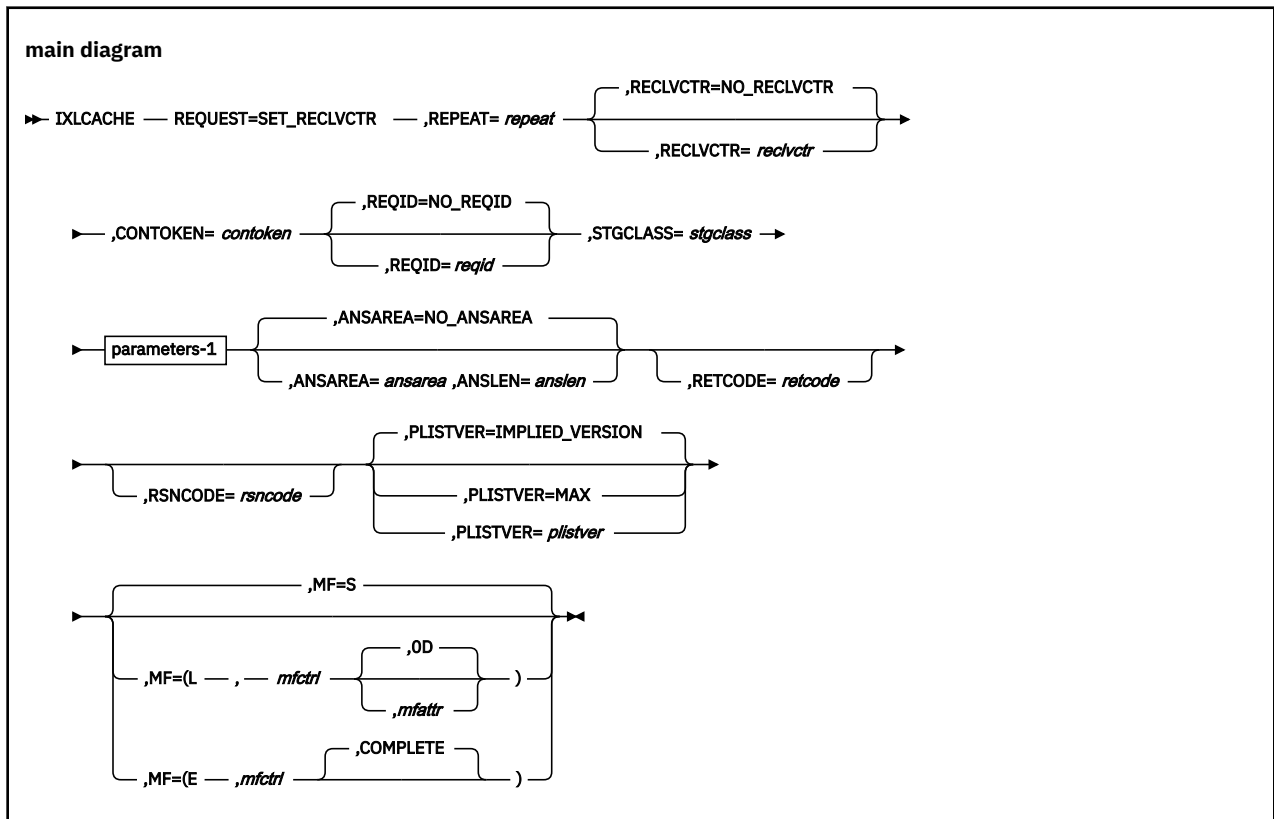 main diagram
,RECLVCTR=NO_RECLVCTR
IXLCACHE REQUEST=SET_RECLVCTR ,REPEAT= repeat
,RECLVCTR= reclvctr
,REQID=NO_REQID
,CONTOKEN= contoken ,STGCLASS= stgclass
,REQID= reqid
,ANSAREA=NO_ANSAREA
parameters-1
,ANSAREA= ansarea ,ANSLEN= anslen ,RETCODE= retcode
,PLISTVER=IMPLIED_VERSION
,RSNCODE= rsncode ,PLISTVER=MAX
,PLISTVER= plistver
,MF=S
,0D
,MF=(L , mfctrl )
,mfattr
,COMPLETE
,MF=(E ,mfctrl )